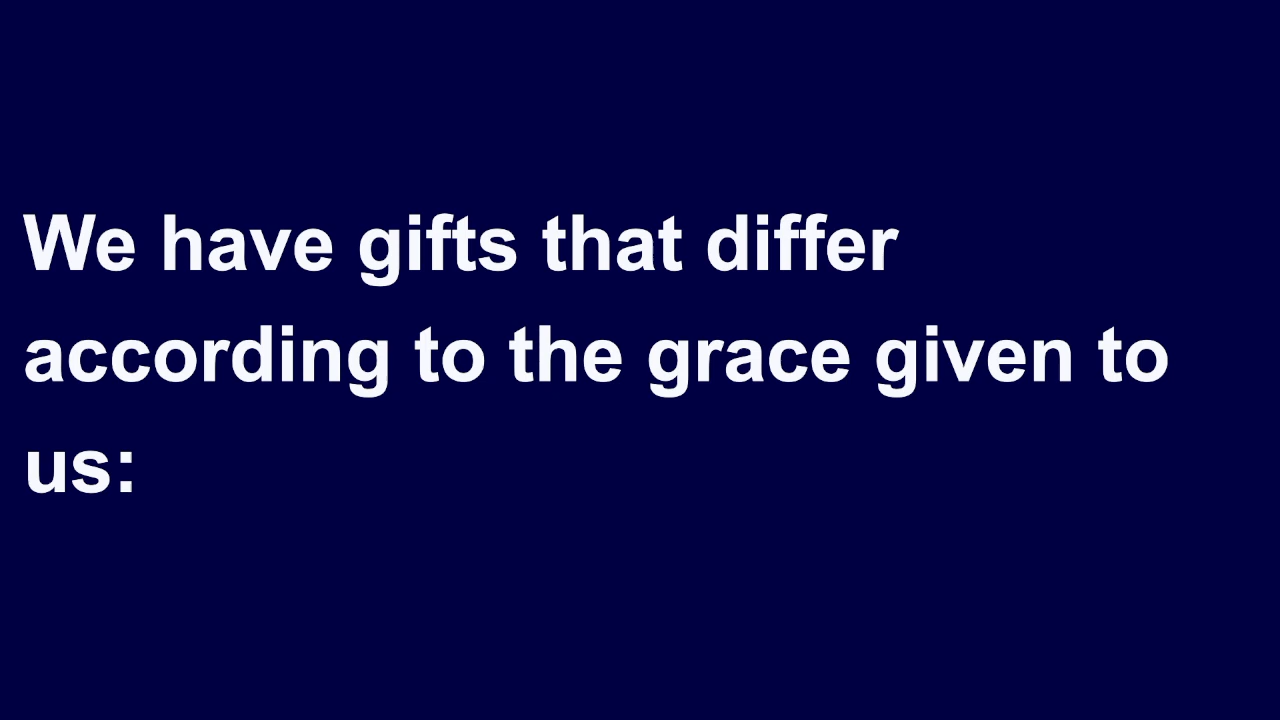 We have gifts that differ
according to the grace given to
us: